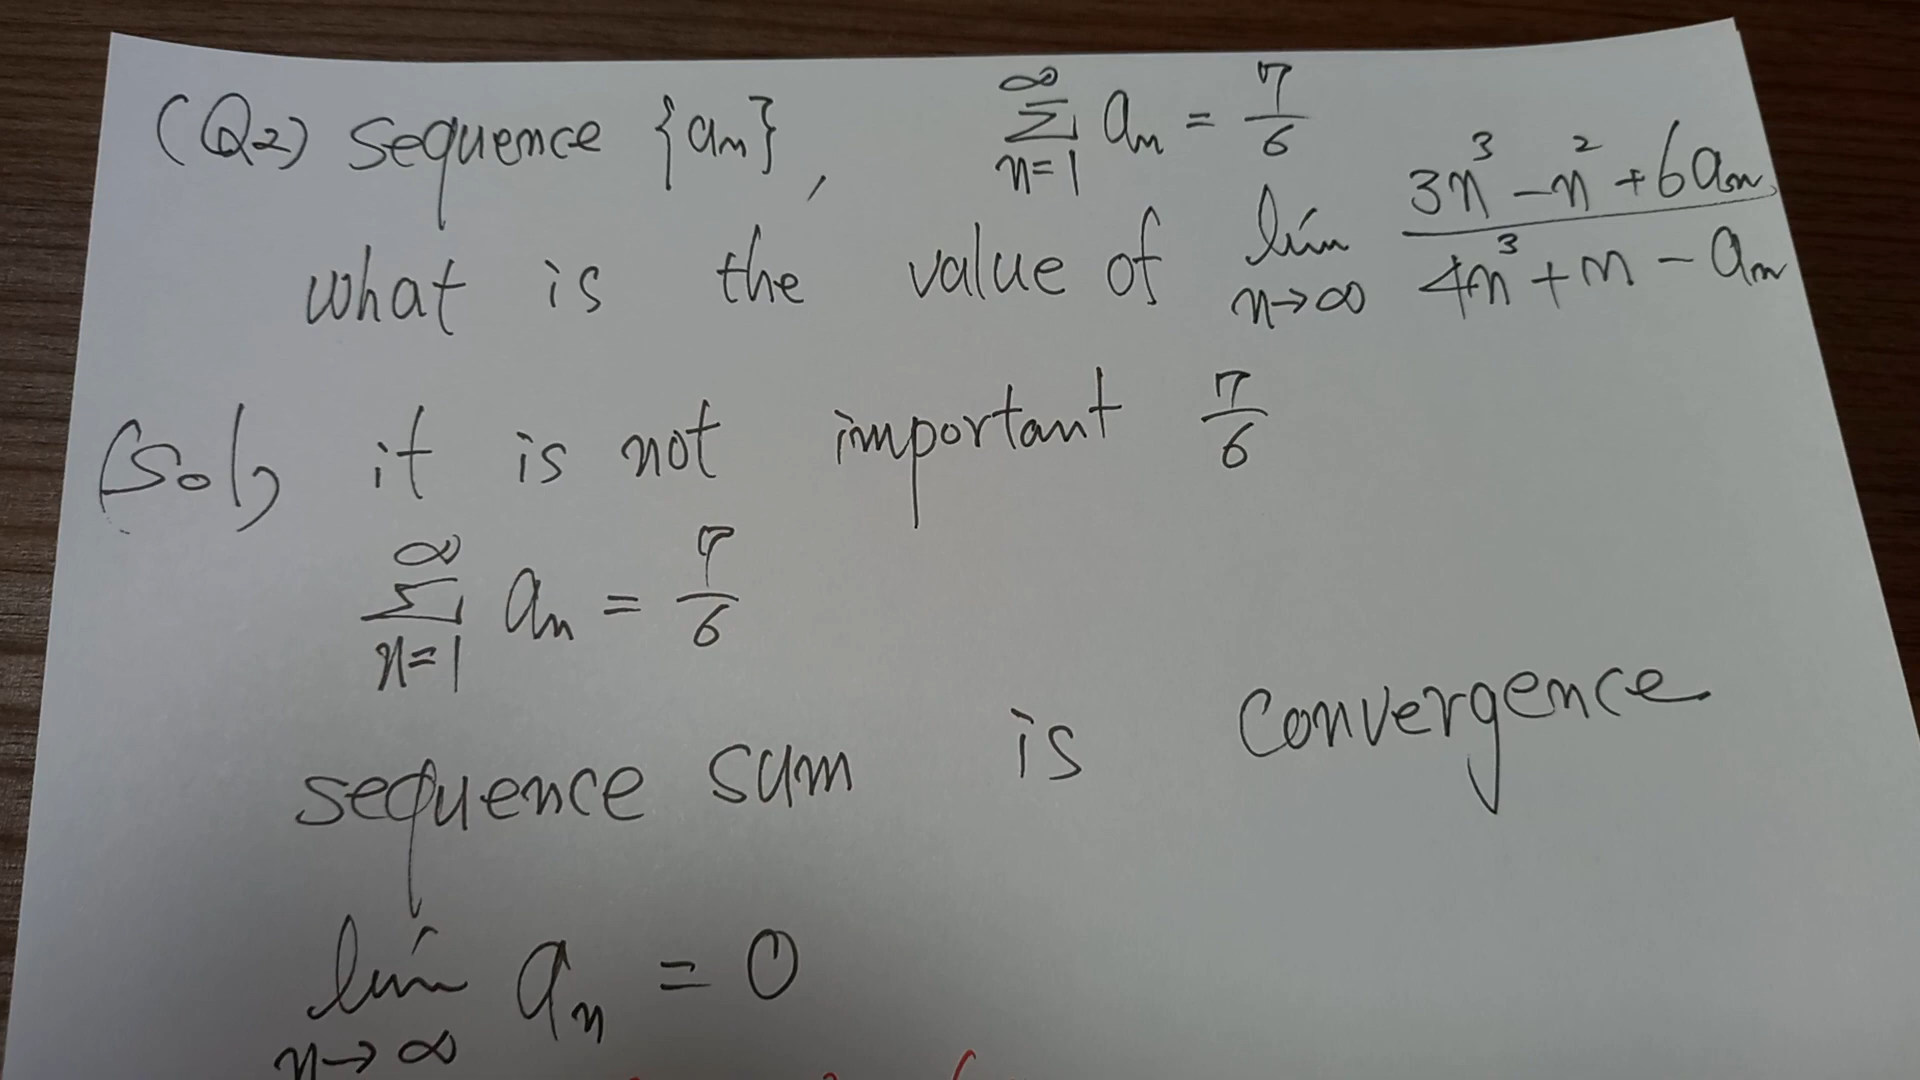 (Q2) sequence {aₙ}, ∑_{n=1}^{∞} aₙ = 7/6
what is the value of lim_{n→∞} (3n³ - n² + 6aₙ)/(4n³ + n - aₙ)
(Sol) it is not important 7/6
∑_{n=1}^{∞} aₙ = 7/6
sequence sum is convergence
lim_{n→∞} aₙ = 0